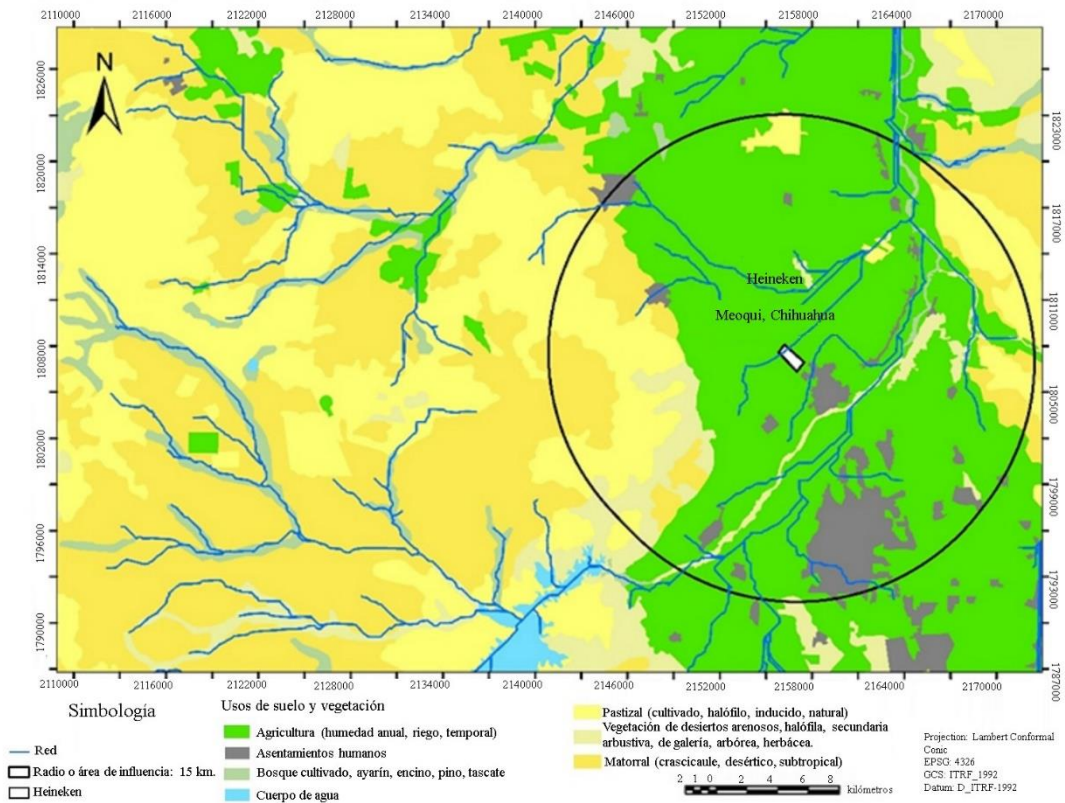 2110000 2116000 2122000 2128000 2134000 2140000 2146000 2152000 2158000 2164000 2170000
N
1826000
1820000
1814000
1808000
1802000
1796000
1790000
1823000
1817000
1811000
1805000
1799000
1793000
1787000
Heineken
Meoqui, Chihuahua
2110000 2116000 2122000 2128000 2134000 2140000 2146000 2152000 2158000 2164000 2170000
Simbología
Red
Radio o área de influencia: 15 km.
Heineken
Usos de suelo y vegetación
Agricultura (humedad anual, riego, temporal)
Asentamientos humanos
Bosque cultivado, ayarín, encino, pino, tascate
Cuerpo de agua
Pastizal (cultivado, halófilo, inducido, natural)
Vegetación de desiertos arenosos, halófila, secundaria
arbustiva, de galería, arbórea, herbácea.
Matorral (crascicaule, desértico, subtropical)
2 1 0 2 4 6 8
kilómetros
Projection: Lambert Conformal
Conic
EPSG: 4326
GCS: ITRF_1992
Datum: D_ITRF-1992